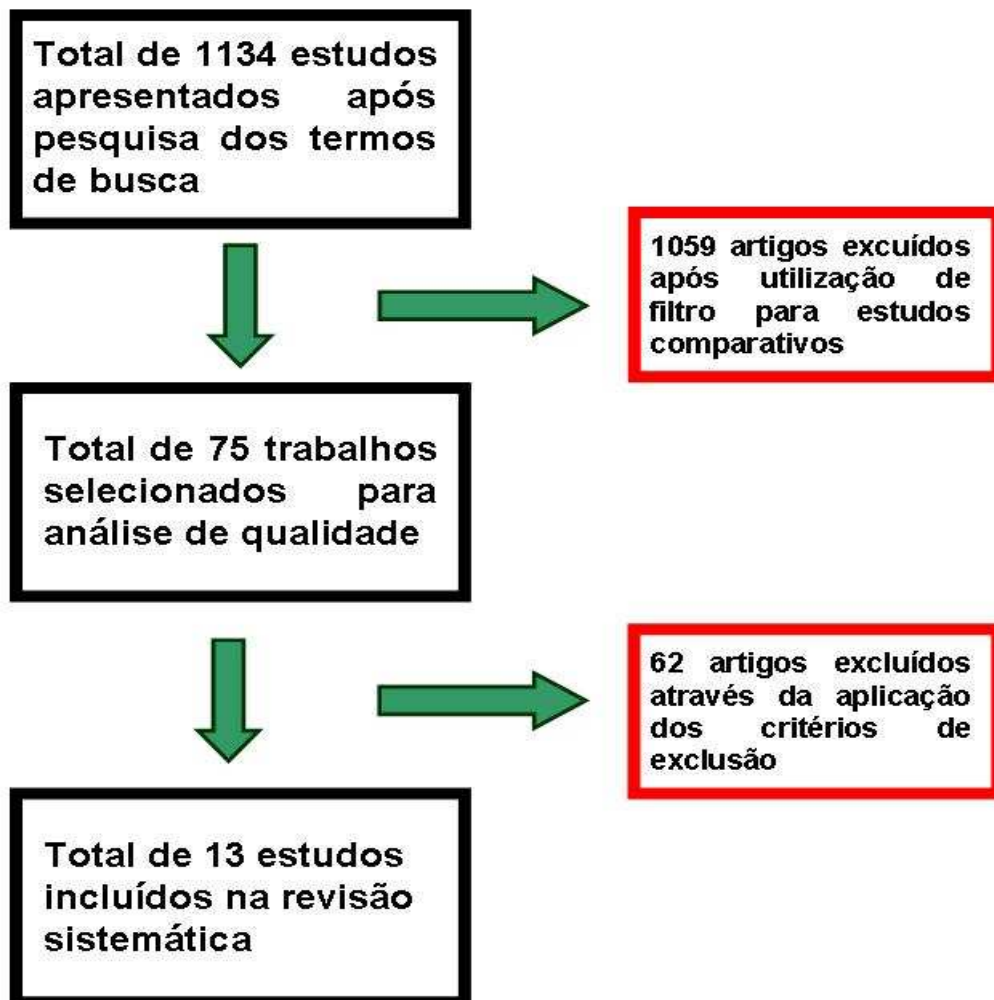 Total de 1134 estudos
apresentados após
pesquisa dos termos
de busca
1059 artigos excuídos
após utilização de
filtro para estudos
comparativos
Total de 75 trabalhos
selecionados para
análise de qualidade
62 artigos excluídos
através da aplicação
dos critérios de
exclusão
Total de 13 estudos
incluídos na revisão
sistemática